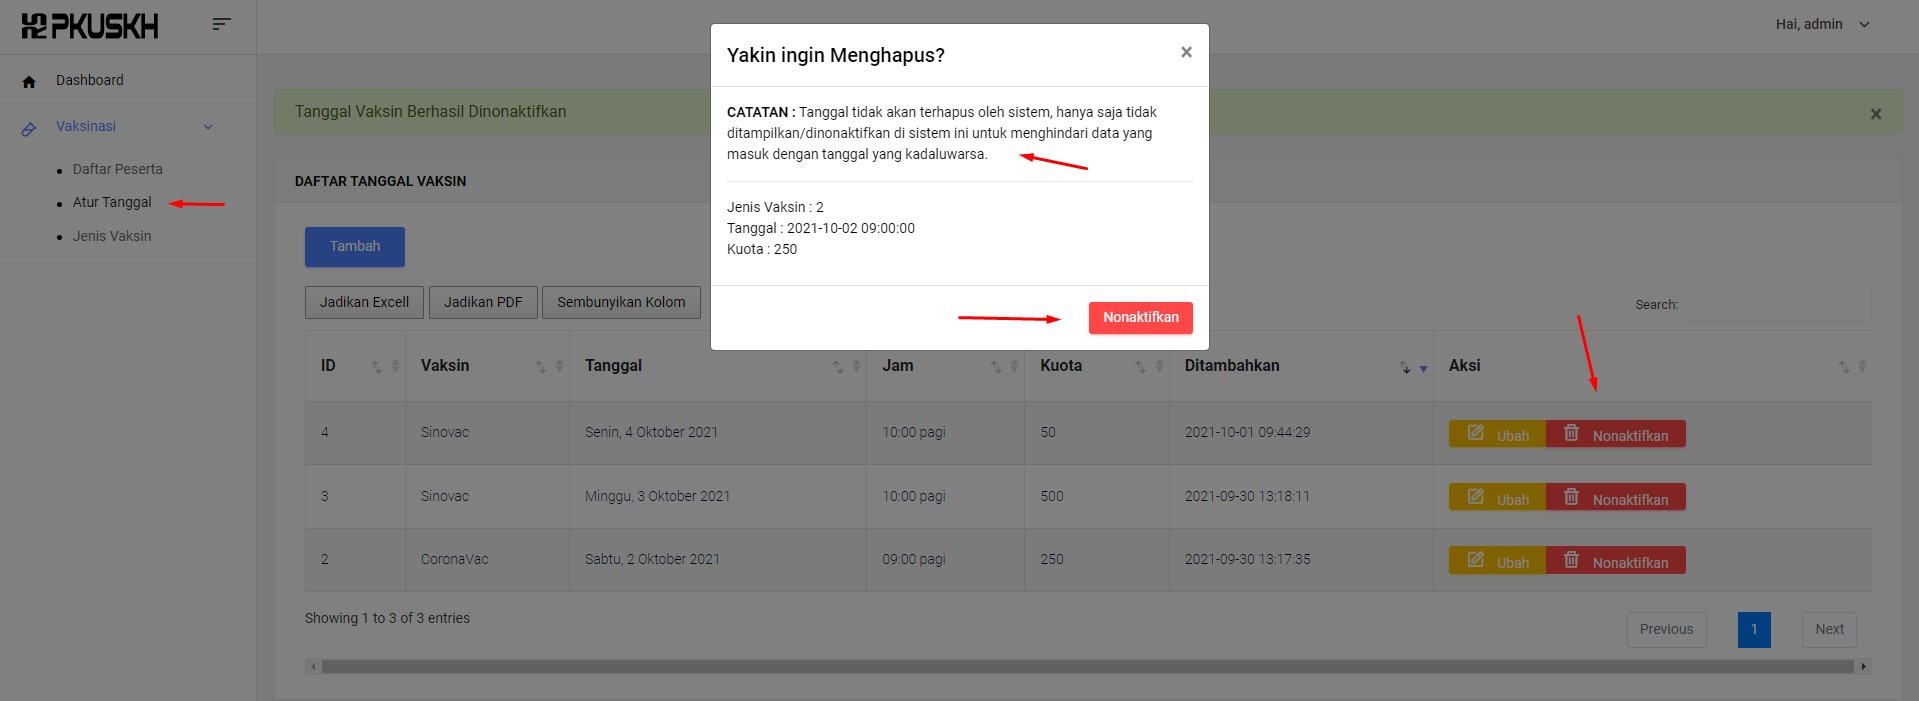 PKUSKH
Hai, admin
Dashboard
Vaksinasi
Daftar Peserta
Atur Tanggal
Jenis Vaksin
Tanggal Vaksin Berhasil Dinonaktifkan
×
DAFTAR TANGGAL VAKSIN
Tambah
Jadikan Excell Jadikan PDF Sembunyikan Kolom
Search:
Yakin ingin Menghapus? ×
CATATAN : Tanggal tidak akan terhapus oleh sistem, hanya saja tidak
ditampilkan/dinonaktifkan di sistem ini untuk menghindari data yang
masuk dengan tanggal yang kadaluwarsa.
Jenis Vaksin : 2
Tanggal : 2021-10-02 09:00:00
Kuota : 250
Nonaktifkan
ID Vaksin Tanggal Jam Kuota Ditambahkan Aksi
4 Sinovac Senin, 4 Oktober 2021 10:00 pagi 50 2021-10-01 09:44:29 Ubah Nonaktifkan
3 Sinovac Minggu, 3 Oktober 2021 10:00 pagi 500 2021-09-30 13:18:11 Ubah Nonaktifkan
2 CoronaVac Sabtu, 2 Oktober 2021 09:00 pagi 250 2021-09-30 13:17:35 Ubah Nonaktifkan
Showing 1 to 3 of 3 entries
Previous 1 Next